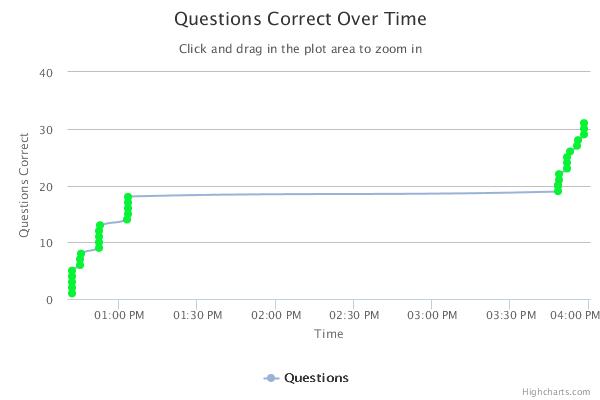 Questions Correct Over Time
Click and drag in the plot area to zoom in
Questions Correct
40
30
20
10
0
01:00 PM 01:30 PM 02:00 PM 02:30 PM 03:00 PM 03:30 PM 04:00 PM
Time
Questions
Highcharts.com